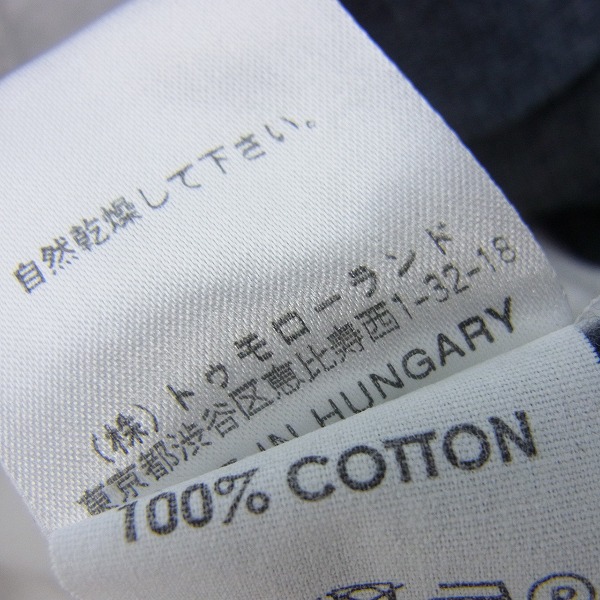 自然乾燥して下さい。
(株)トゥモローランド
東京都渋谷区恵比寿西1-32-18
IN HUNGARY
100% COTTON